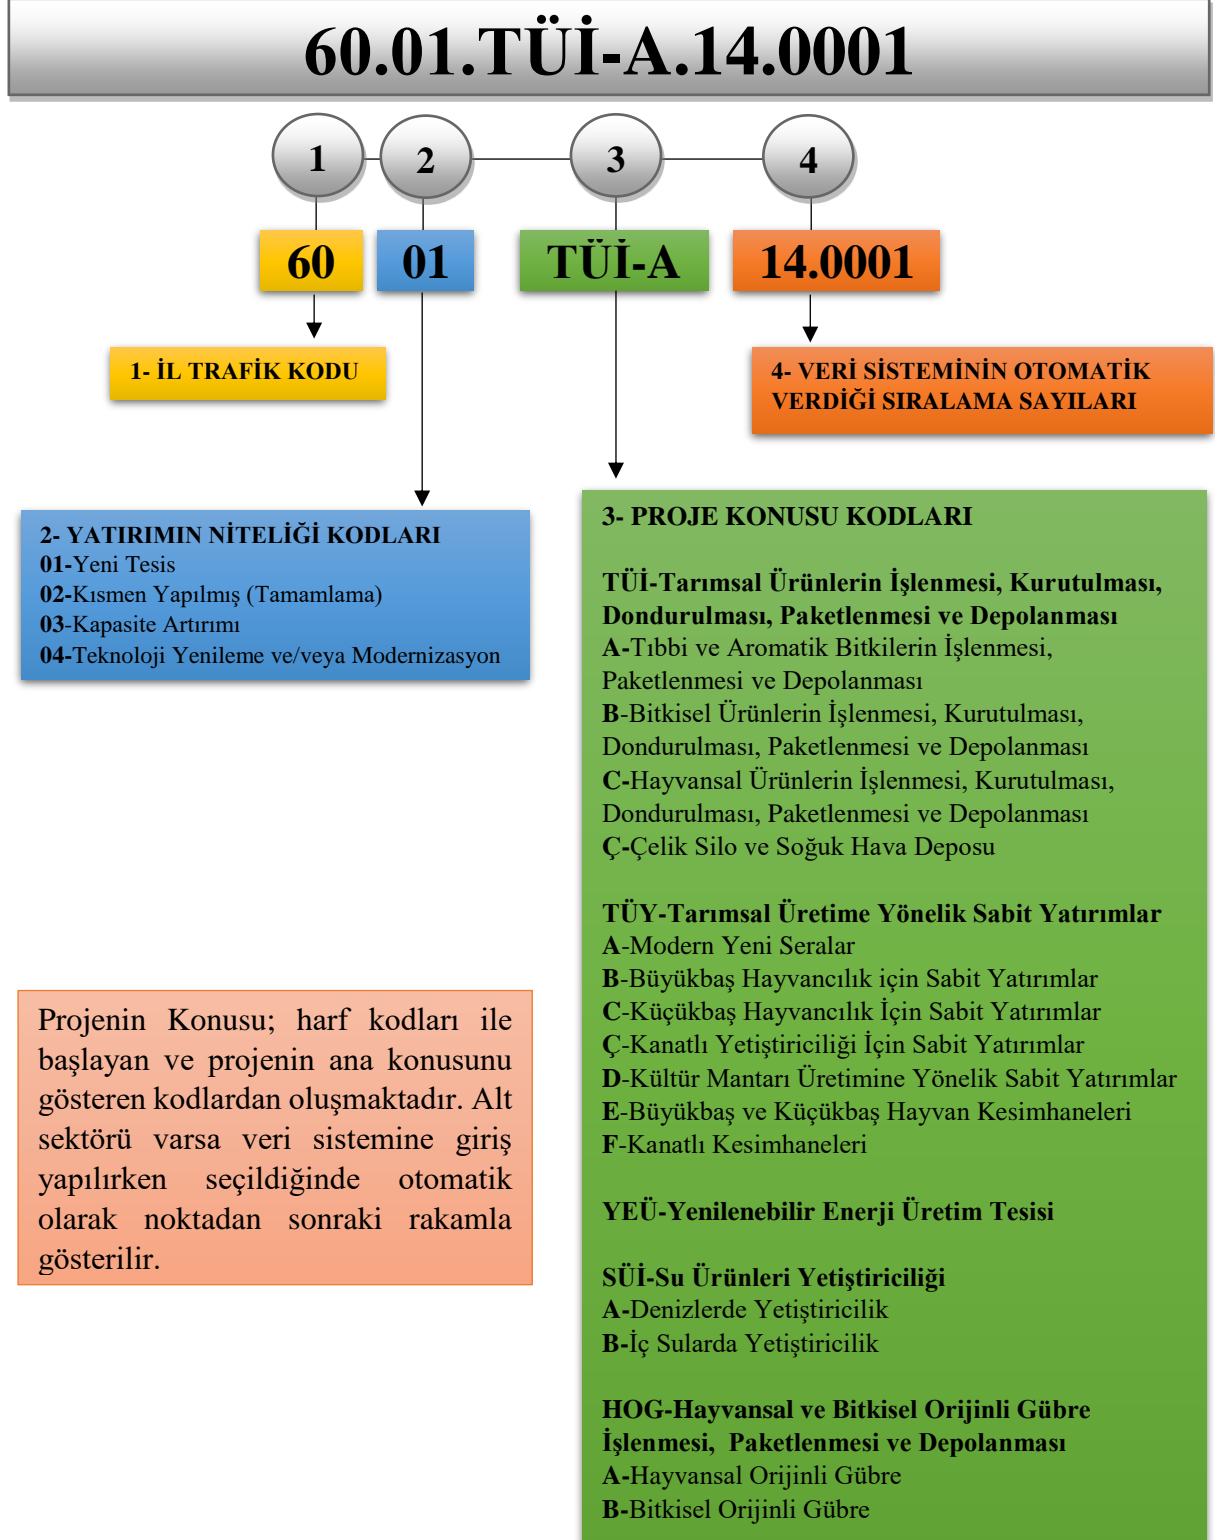 60.01.TÜİ-A.14.0001
1
2
3
4
60
01
TÜİ-A
14.0001
1- İL TRAFİK KODU
4- VERİ SİSTEMİNİN OTOMATİK
VERDİĞİ SIRALAMA SAYILARI
2- YATIRIMIN NİTELİĞİ KODLARI
01-Yeni Tesis
02-Kısmen Yapılmış (Tamamlama)
03-Kapasite Artırımı
04-Teknoloji Yenileme ve/veya Modernizasyon
3- PROJE KONUSU KODLARI
TÜİ-Tarımsal Ürünlerin İşlenmesi, Kurutulması,
Dondurulması, Paketlenmesi ve Depolanması
A-Tıbbi ve Aromatik Bitkilerin İşlenmesi,
Paketlenmesi ve Depolanması
B-Bitkisel Ürünlerin İşlenmesi, Kurutulması,
Dondurulması, Paketlenmesi ve Depolanması
C-Hayvansal Ürünlerin İşlenmesi, Kurutulması,
Dondurulması, Paketlenmesi ve Depolanması
Ç-Çelik Silo ve Soğuk Hava Deposu
TÜY-Tarımsal Üretime Yönelik Sabit Yatırımlar
A-Modern Yeni Seralar
B-Büyükbaş Hayvancılık için Sabit Yatırımlar
C-Küçükbaş Hayvancılık İçin Sabit Yatırımlar
Ç-Kanatlı Yetiştiriciliği İçin Sabit Yatırımlar
D-Kültür Mantarı Üretimine Yönelik Sabit Yatırımlar
E-Büyükbaş ve Küçükbaş Hayvan Kesimhaneleri
F-Kanatlı Kesimhaneleri
YEÜ-Yenilenebilir Enerji Üretim Tesisi
SÜİ-Su Ürünleri Yetiştiriciliği
A-Denizlerde Yetiştiricilik
B-İç Sularda Yetiştiricilik
HOG-Hayvansal ve Bitkisel Orijinli Gübre
İşlenmesi, Paketlenmesi ve Depolanması
A-Hayvansal Orijinli Gübre
B-Bitkisel Orijinli Gübre
Projenin Konusu; harf kodları ile
başlayan ve projenin ana konusunu
gösteren kodlardan oluşmaktadır. Alt
sektörü varsa veri sistemine giriş
yapılırken seçildiğinde otomatik
olarak noktadan sonraki rakamla
gösterilir.